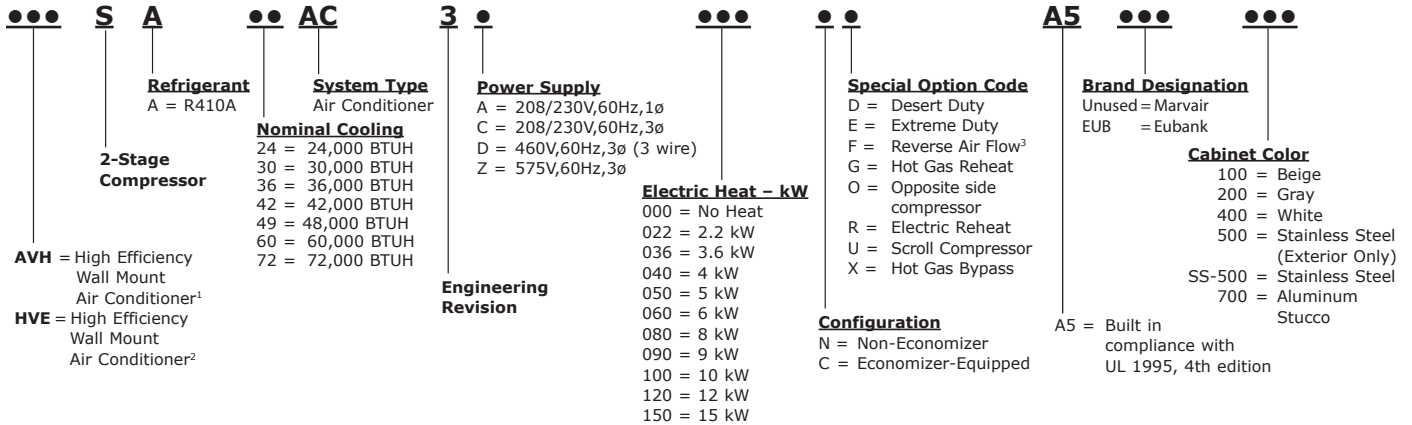 ●●● S A ●● AC 3 ● ●●● ● ● A5 ●●● ●●●
Refrigerant
A = R410A
System Type
Air Conditioner
Nominal Cooling
24 = 24,000 BTUH
30 = 30,000 BTUH
36 = 36,000 BTUH
42 = 42,000 BTUH
49 = 48,000 BTUH
60 = 60,000 BTUH
72 = 72,000 BTUH
2-Stage
Compressor
AVH = High Efficiency
Wall Mount
Air Conditioner¹
HVE = High Efficiency
Wall Mount
Air Conditioner²
Engineering
Revision
Power Supply
A = 208/230V,60Hz,1ø
C = 208/230V,60Hz,3ø
D = 460V,60Hz,3ø (3 wire)
Z = 575V,60Hz,3ø
Electric Heat – kW
000 = No Heat
022 = 2.2 kW
036 = 3.6 kW
040 = 4 kW
050 = 5 kW
060 = 6 kW
080 = 8 kW
090 = 9 kW
100 = 10 kW
120 = 12 kW
150 = 15 kW
Special Option Code
D = Desert Duty
E = Extreme Duty
F = Reverse Air Flow³
G = Hot Gas Reheat
O = Opposite side
compressor
R = Electric Reheat
U = Scroll Compressor
X = Hot Gas Bypass
Configuration
N = Non-Economizer
C = Economizer-Equipped
A5 = Built in
compliance with
UL 1995, 4th edition
Brand Designation
Unused = Marvair
EUB = Eubank
Cabinet Color
100 = Beige
200 = Gray
400 = White
500 = Stainless Steel
(Exterior Only)
SS-500 = Stainless Steel
700 = Aluminum
Stucco